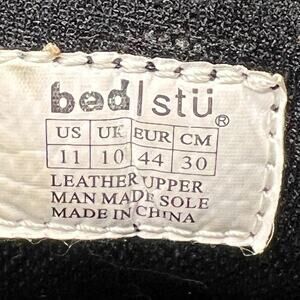 bed|stü®
US UK EUR CM
11 10 44 30
LEATHER UPPER
MAN MADE SOLE
MADE IN CHINA